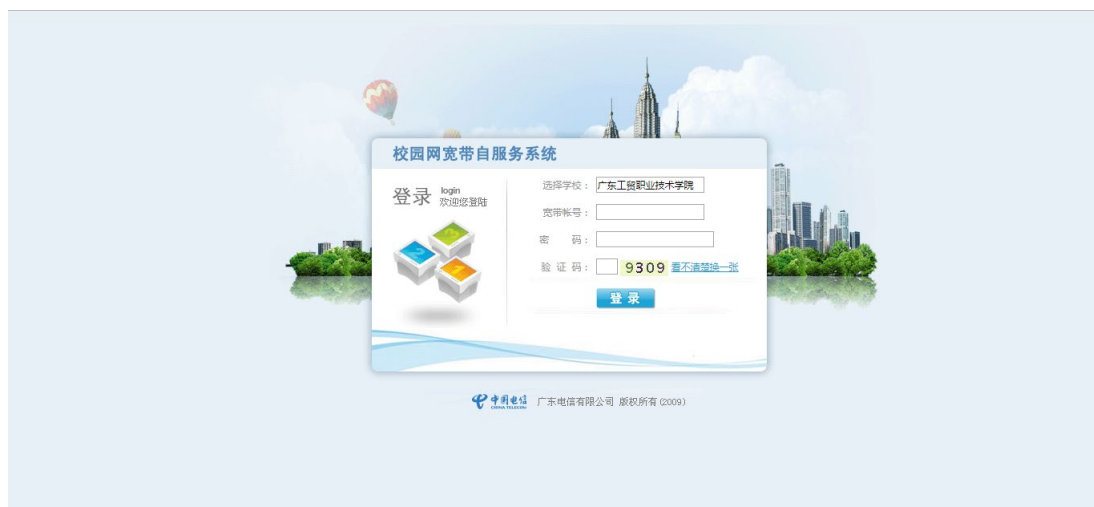 校园网宽带自服务系统
登录 login
欢迎您登陆
选择学校： 广东工贸职业技术学院
宽带帐号：
密 码：
验 证 码： 9309 看不清楚换一张
登 录
中国电信 CHINA TELECOM 广东电信有限公司 版权所有 (2009)